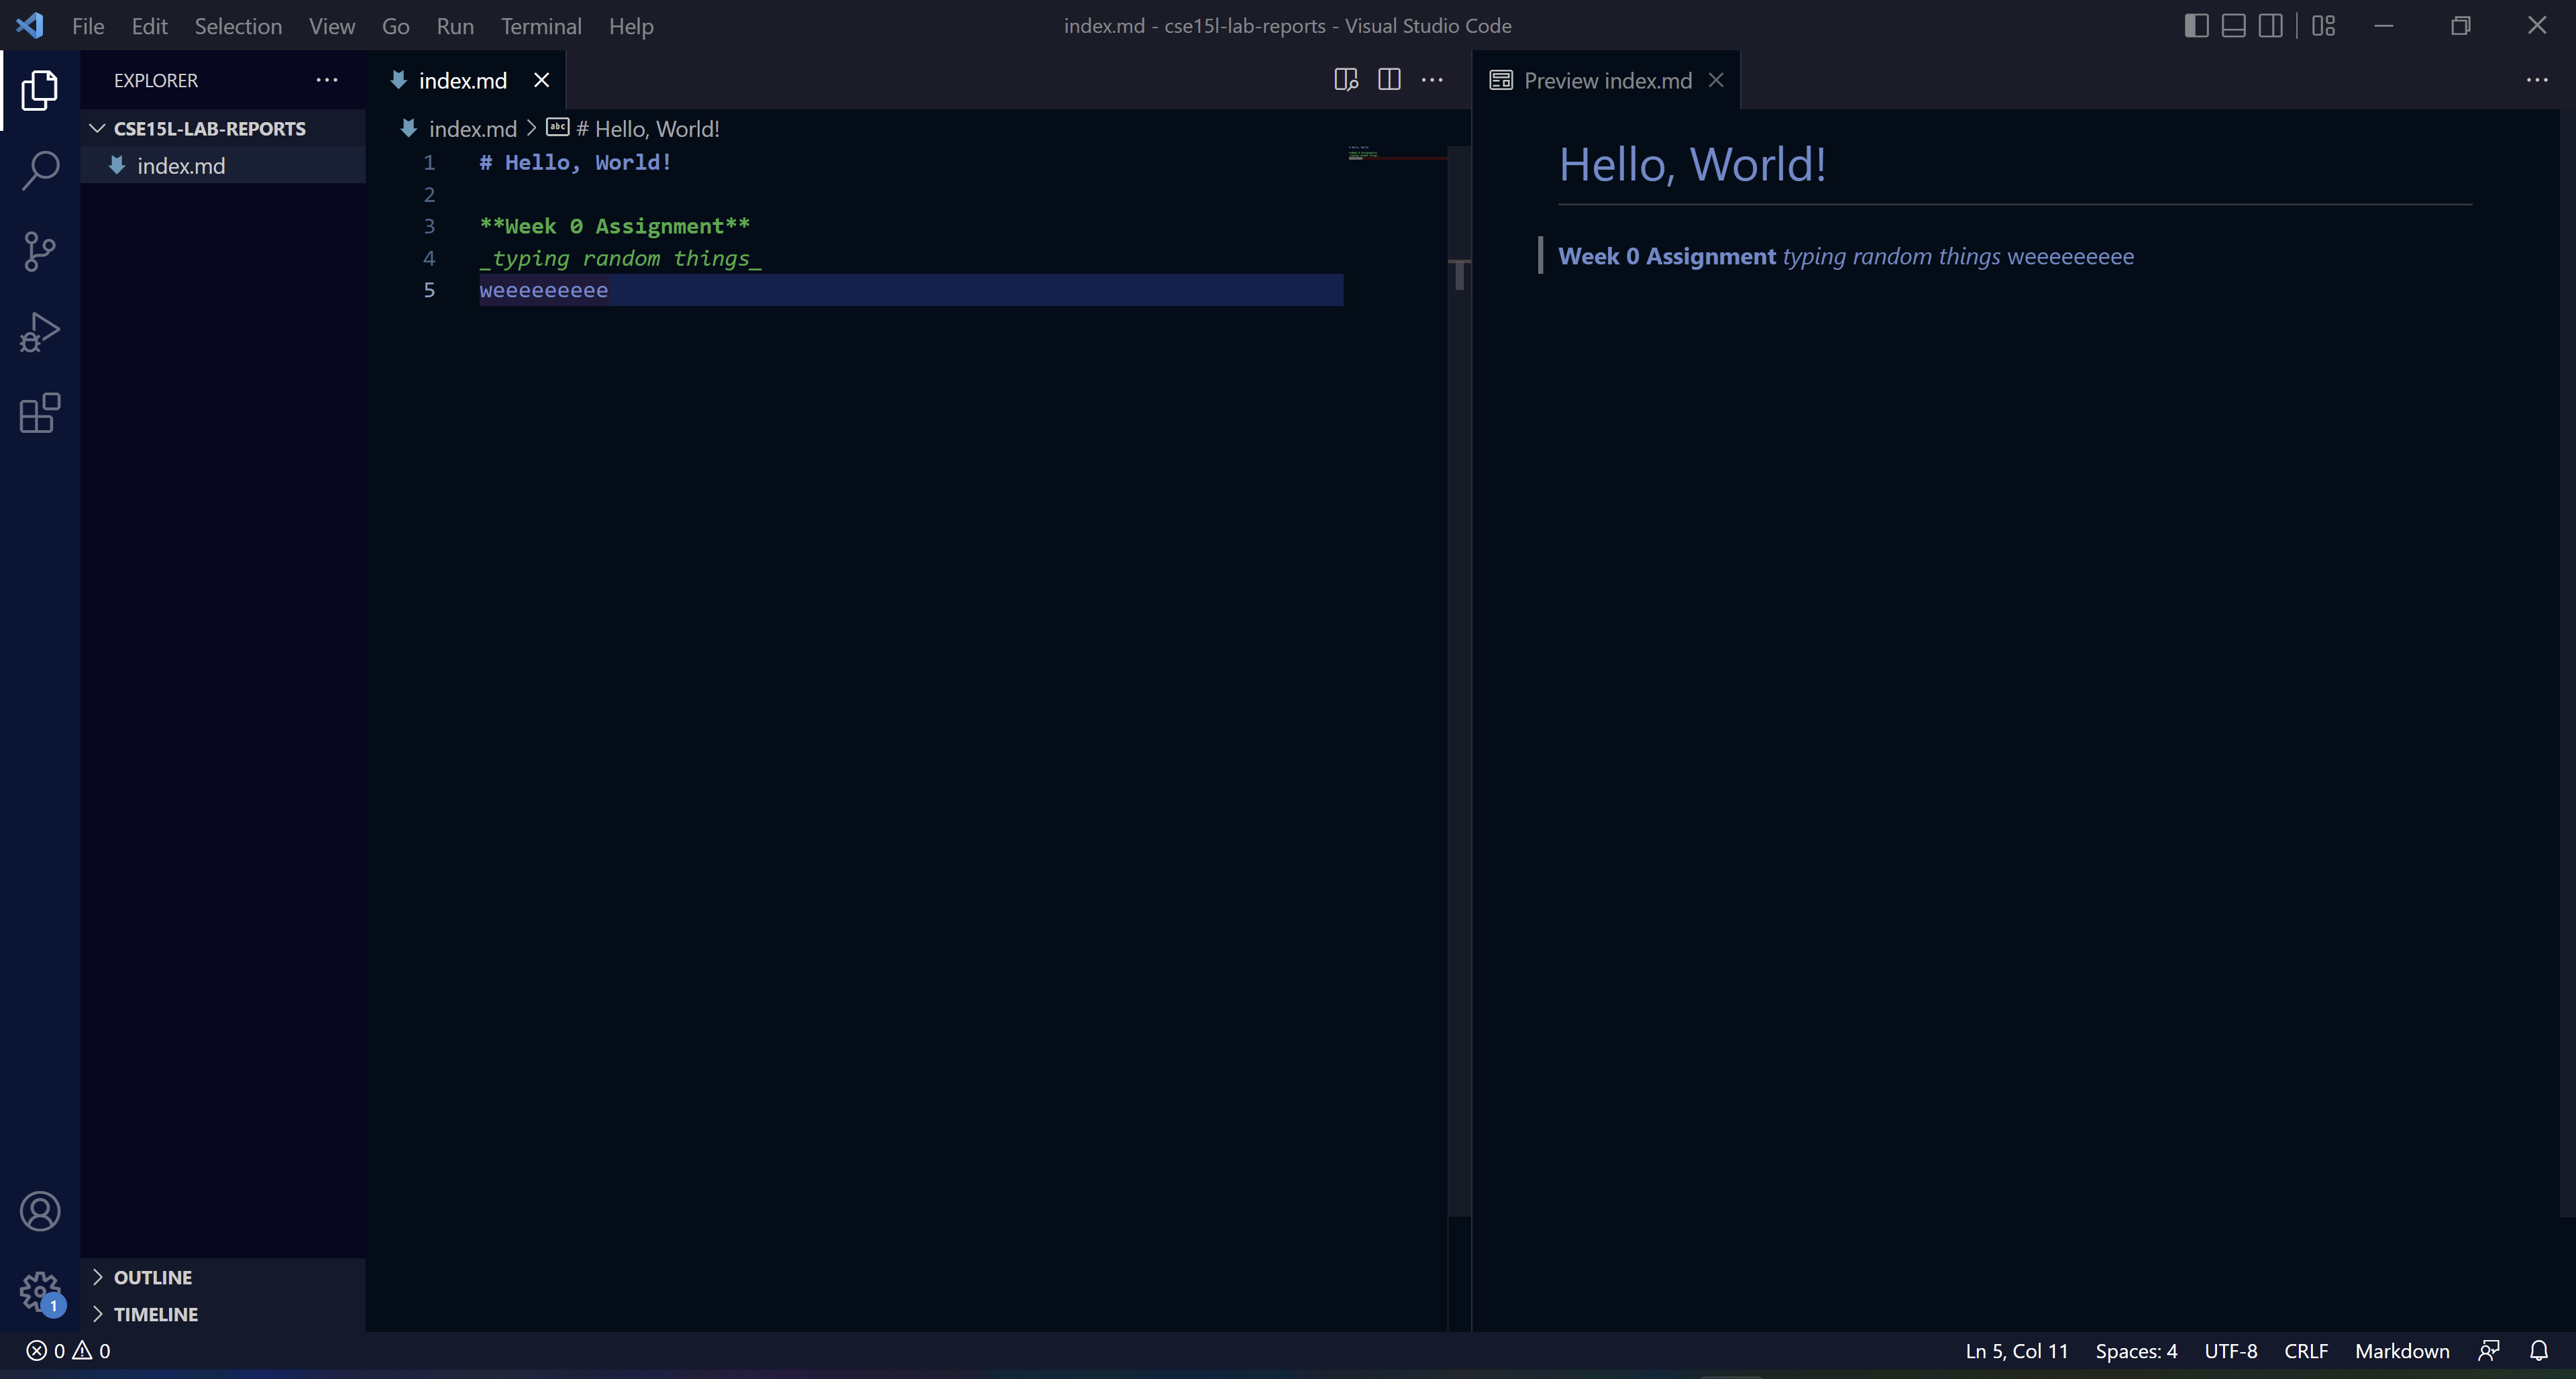 File Edit Selection View Go Run Terminal Help
index.md - cse15l-lab-reports - Visual Studio Code
EXPLORER
CSE15L-LAB-REPORTS
index.md
OUTLINE
TIMELINE
index.md
index.md > abc # Hello, World!
1 # Hello, World!
2
3 **Week 0 Assignment**
4 _typing random things_
5 weeeeeeeee
Preview index.md
Hello, World!
Week 0 Assignment typing random things weeeeeeeee
1
0 0
Ln 5, Col 11 Spaces: 4 UTF-8 CRLF Markdown